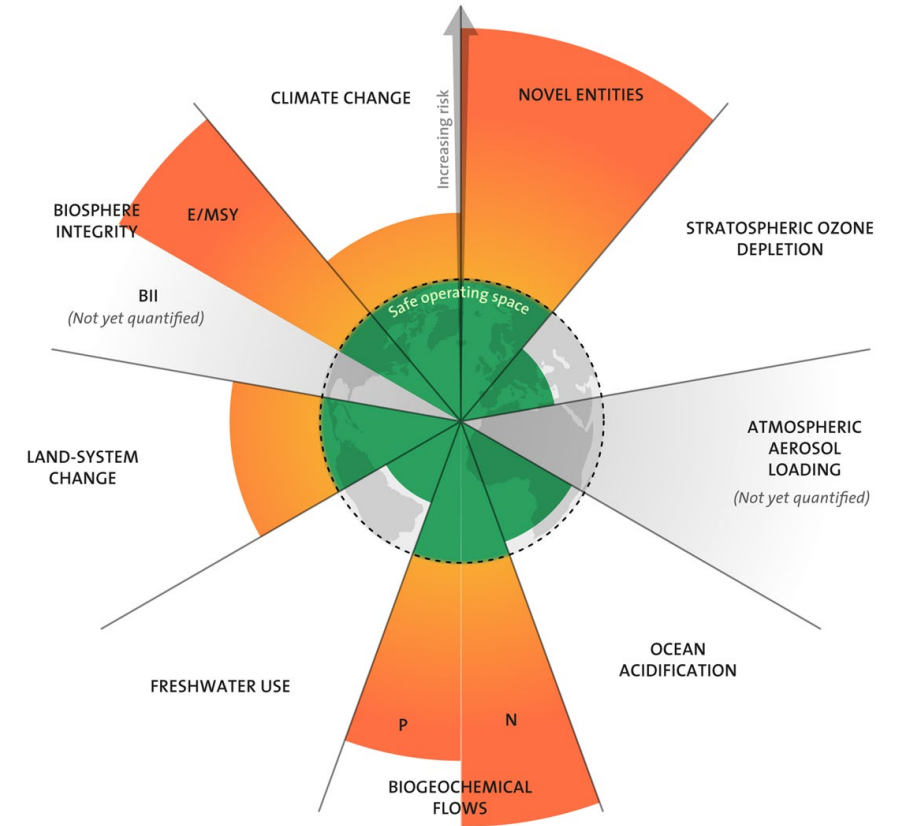 CLIMATE CHANGE
Increasing risk
NOVEL ENTITIES
BIOSPHERE
INTEGRITY
E/MSY
STRATOSPHERIC OZONE
DEPLETION
BII
(Not yet quantified)
Safe operating space
LAND-SYSTEM
CHANGE
ATMOSPHERIC
AEROSOL
LOADING
(Not yet quantified)
OCEAN
ACIDIFICATION
FRESHWATER USE
P
N
BIOGEOCHEMICAL
FLOWS